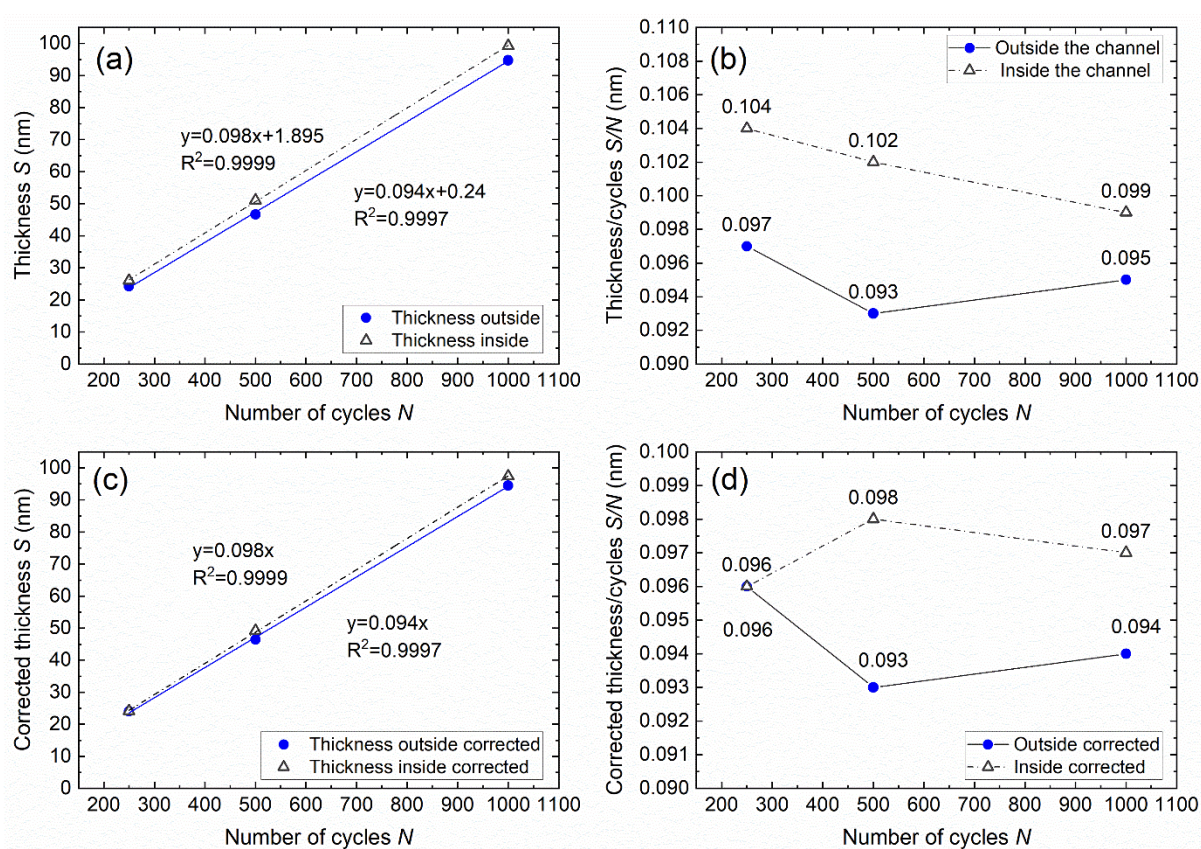 (a)
Thickness S (nm)
100
90
80
70
60
50
40
30
20
10
0
y=0.098x+1.895
R²=0.9999
y=0.094x+0.24
R²=0.9997
Thickness outside
Thickness inside
200 300 400 500 600 700 800 900 1000 1100
Number of cycles N
(b)
Thickness/cycles S/N (nm)
0.110
0.108
0.106
0.104
0.102
0.100
0.098
0.096
0.094
0.092
0.090
Outside the channel
Inside the channel
0.104
0.102
0.099
0.097
0.093
0.095
200 300 400 500 600 700 800 900 1000 1100
Number of cycles N
(c)
Corrected thickness S (nm)
100
90
80
70
60
50
40
30
20
10
0
y=0.098x
R²=0.9999
y=0.094x
R²=0.9997
Thickness outside corrected
Thickness inside corrected
200 300 400 500 600 700 800 900 1000 1100
Number of cycles N
(d)
Corrected thickness/cycles S/N (nm)
0.100
0.099
0.098
0.097
0.096
0.095
0.094
0.093
0.092
0.091
0.090
0.098
0.097
0.096
0.096
0.093
0.094
Outside corrected
Inside corrected
200 300 400 500 600 700 800 900 1000 1100
Number of cycles N